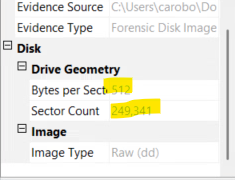 Evidence Source C:\Users\carobo\Do
Evidence Type Forensic Disk Image
Disk
Drive Geometry
Bytes per Secto 512
Sector Count 249,341
Image
Image Type Raw (dd)